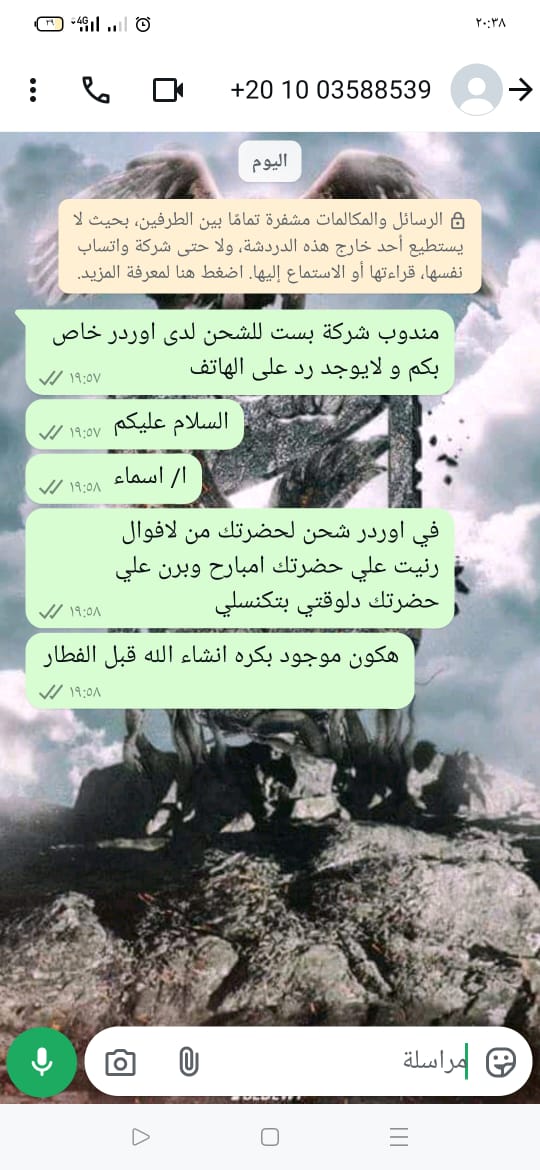 ٢٩
4G
٢٠:٣٨
+20 10 03588539
اليوم
الرسائل والمكالمات مشفرة تمامًا بين الطرفين، بحيث لا
يستطيع أحد خارج هذه الدردشة، ولا حتى شركة واتساب
نفسها، قراءتها أو الاستماع إليها. اضغط هنا لمعرفة المزيد.
مندوب شركة بست للشحن لدى اوردر خاص
بكم و لايوجد رد على الهاتف
١٩:٥٧
السلام عليكم
١٩:٥٧
ا/ اسماء
١٩:٥٨
في اوردر شحن لحضرتك من لافوال
رنيت علي حضرتك امبارح وبرن علي
حضرتك دلوقتي بتكنسلي
١٩:٥٨
هكون موجود بكره انشاء الله قبل الفطار
١٩:٥٨
مراسلة